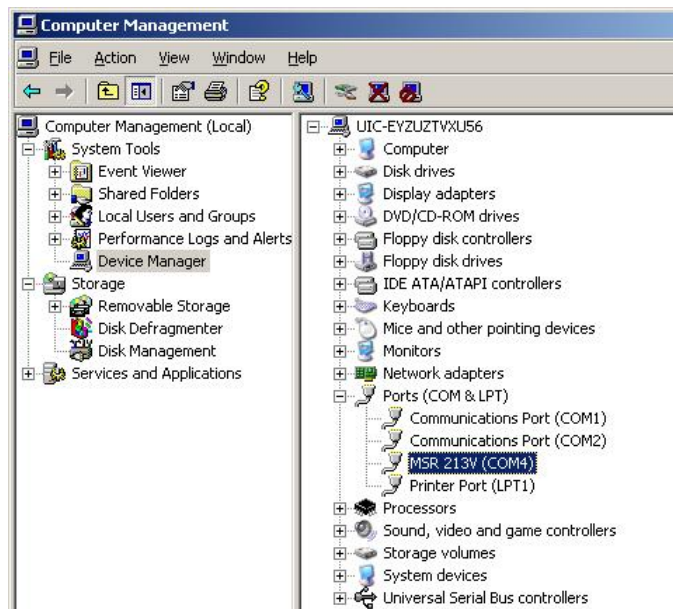 Computer Management
File Action View Window Help
Computer Management (Local)
System Tools
Event Viewer
Shared Folders
Local Users and Groups
Performance Logs and Alerts
Device Manager
Storage
Removable Storage
Disk Defragmenter
Disk Management
Services and Applications
UIC-EYZUZTVXU56
Computer
Disk drives
Display adapters
DVD/CD-ROM drives
Floppy disk controllers
Floppy disk drives
IDE ATA/ATAPI controllers
Keyboards
Mice and other pointing devices
Monitors
Network adapters
Ports (COM & LPT)
Communications Port (COM1)
Communications Port (COM2)
MSR 213V (COM4)
Printer Port (LPT1)
Processors
Sound, video and game controllers
Storage volumes
System devices
Universal Serial Bus controllers